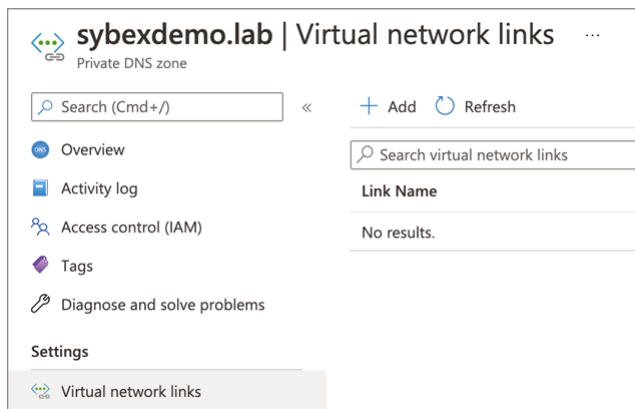 sybexdemo.lab | Virtual network links ...
Private DNS zone
Search (Cmd+/)
«
+ Add Refresh
Overview
Search virtual network links
Activity log
Link Name
Access control (IAM)
No results.
Tags
Diagnose and solve problems
Settings
Virtual network links